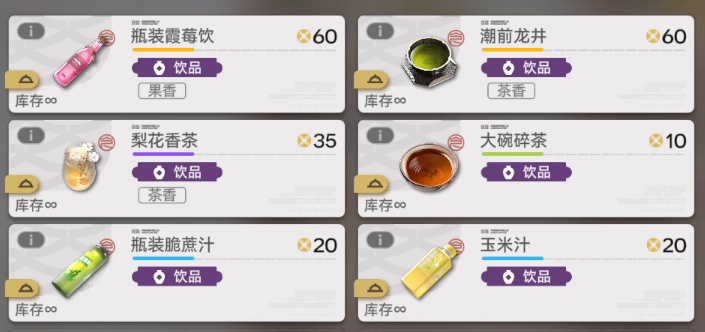 瓶装霞莓饮
60
饮品
果香
库存∞
潮前龙井
60
饮品
茶香
库存∞
梨花香茶
35
饮品
茶香
库存∞
大碗碎茶
10
饮品
库存∞
瓶装脆蔗汁
20
饮品
库存∞
玉米汁
20
饮品
库存∞